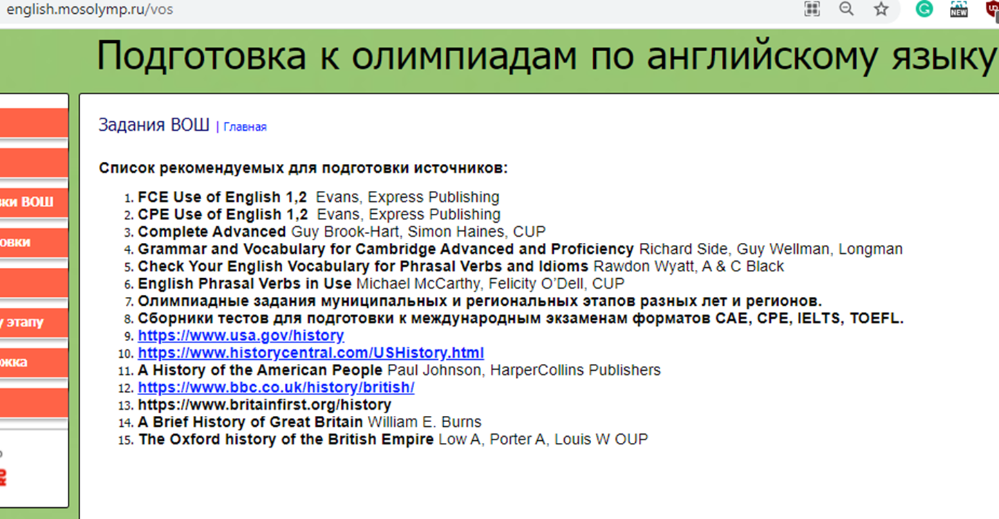 english.mosolymp.ru/vos
NEW
Подготовка к олимпиадам по английскому языку
Задания ВОШ | Главная
Список рекомендуемых для подготовки источников:
1. FCE Use of English 1,2 Evans, Express Publishing
2. CPE Use of English 1,2 Evans, Express Publishing
3. Complete Advanced Guy Brook-Hart, Simon Haines, CUP
4. Grammar and Vocabulary for Cambridge Advanced and Proficiency Richard Side, Guy Wellman, Longman
5. Check Your English Vocabulary for Phrasal Verbs and Idioms Rawdon Wyatt, A & C Black
6. English Phrasal Verbs in Use Michael McCarthy, Felicity O’Dell, CUP
7. Олимпиадные задания муниципальных и региональных этапов разных лет и регионов.
8. Сборники тестов для подготовки к международным экзаменам форматов CAE, CPE, IELTS, TOEFL.
9. https://www.usa.gov/history
10. https://www.historycentral.com/USHistory.html
11. A History of the American People Paul Johnson, HarperCollins Publishers
12. https://www.bbc.co.uk/history/british/
13. https://www.britainfirst.org/history
14. A Brief History of Great Britain William E. Burns
15. The Oxford history of the British Empire Low A, Porter A, Louis W OUP
вки ВОШ
овки
у этапу
жка